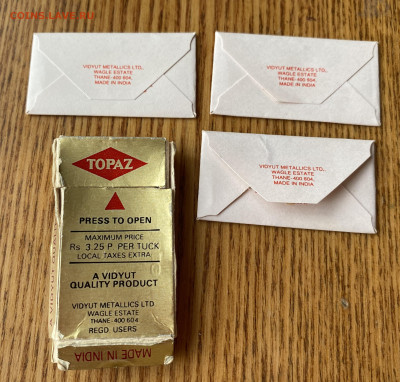 VIDYUT METALLICS LTD.,
WAGLE ESTATE
THANE-400 604.
MADE IN INDIA
VIDYUT METALLICS LTD.,
WAGLE ESTATE
THANE-400 604.
MADE IN INDIA
VIDYUT METALLICS LTD.,
WAGLE ESTATE
THANE-400 604.
MADE IN INDIA
TOPAZ
PRESS TO OPEN
MAXIMUM PRICE
Rs. 3.25 P PER TUCK
LOCAL TAXES EXTRA
A VIDYUT
QUALITY PRODUCT
VIDYUT METALLICS LTD.
WAGLE ESTATE
THANE-400 604
REGD. USERS
MADE IN INDIA